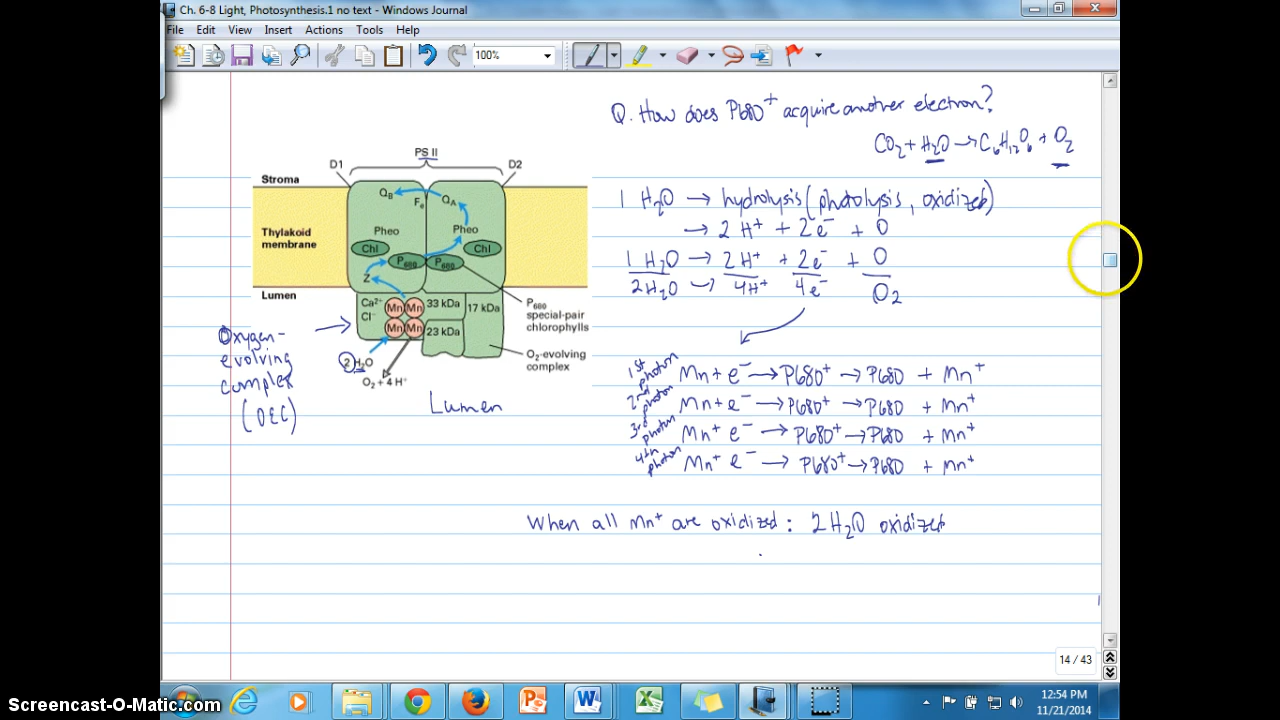 Ch. 6-8 Light, Photosynthesis.1 no text - Windows Journal
File Edit View Insert Actions Tools Help
100%
Q. How does P680+ acquire another electron?
CO2 + H2O → C6H12O6 + O2
PS II
D1 D2
Stroma
QB Fe QA
Thylakoid
membrane
Pheo Pheo
Chl P680 P680 Chl
Z
Lumen
Ca2+
Cl-
Mn Mn
Mn Mn
33 kDa
17 kDa
23 kDa
P680
special-pair
chlorophylls
O2-evolving
complex
2 H2O
O2 + 4 H+
Oxygen-
evolving
complex
(OEC)
Lumen
1 H2O → hydrolysis (photolysis, oxidized)
→ 2 H+ + 2e- + O
1 H2O → 2H+ + 2e- + O
2H2O → 4H+ 4e- O2
1st photon Mn + e- → P680+ → P680 + Mn+
2nd photon Mn + e- → P680+ → P680 + Mn+
3rd photon Mn+ e- → P680+ → P680 + Mn+
4th photon Mn+ e- → P680+ → P680 + Mn+
When all Mn+ are oxidized: 2H2O oxidized
14 / 43
12:54 PM
11/21/2014
Screencast-O-Matic.com